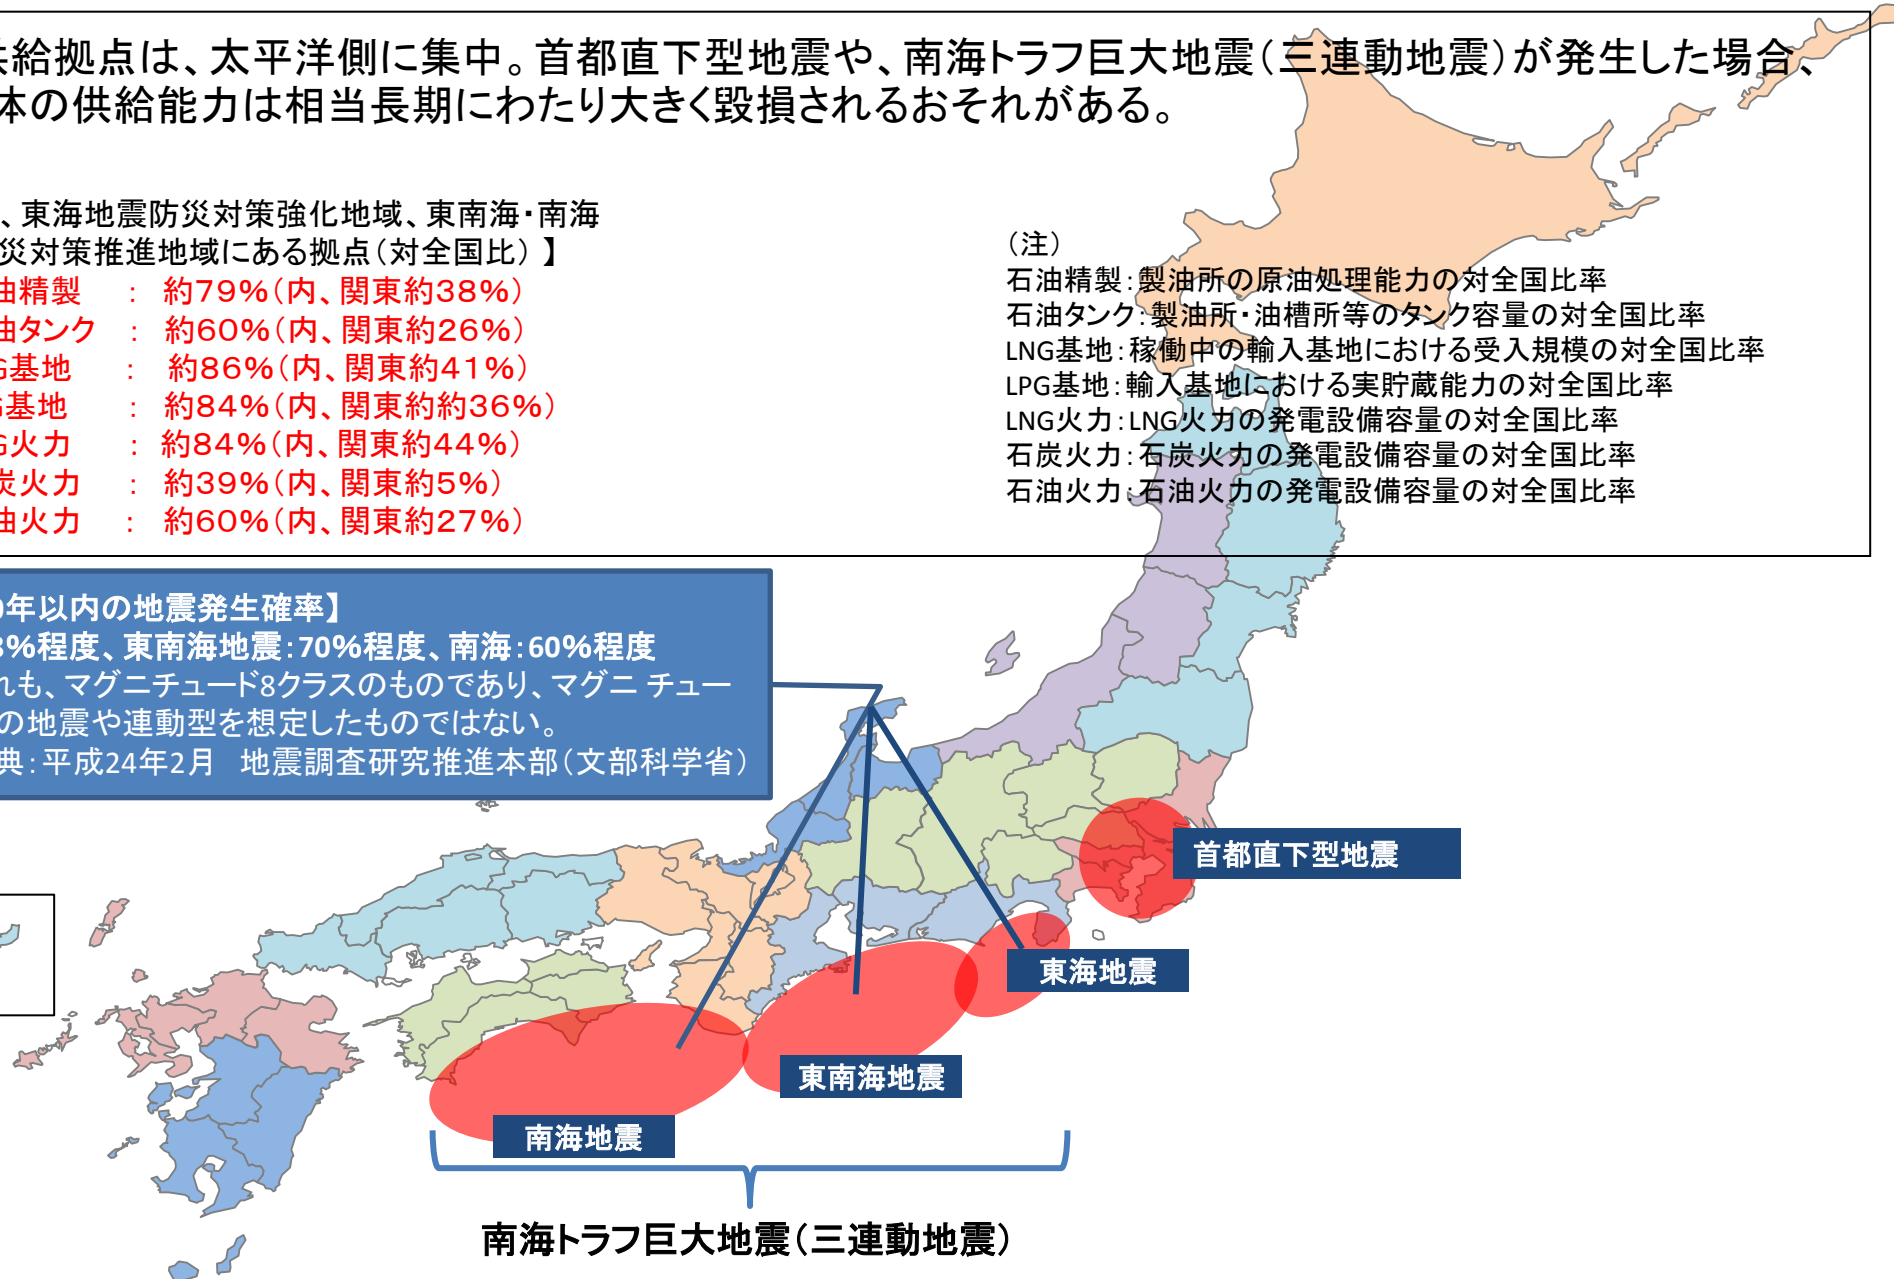 給拠点は、太平洋側に集中。首都直下型地震や、南海トラフ巨大地震(三連動地震)が発生した場合、
体の供給能力は相当長期にわたり大きく毀損されるおそれがある。
、東海地震防災対策強化地域、東南海・南海
災対策推進地域にある拠点(対全国比)】
油精製 : 約79%(内、関東約38%)
油タンク : 約60%(内、関東約26%)
G基地 : 約86%(内、関東約41%)
G基地 : 約84%(内、関東約約36%)
G火力 : 約84%(内、関東約44%)
炭火力 : 約39%(内、関東約5%)
油火力 : 約60%(内、関東約27%)
(注)
石油精製:製油所の原油処理能力の対全国比率
石油タンク:製油所・油槽所等のタンク容量の対全国比率
LNG基地:稼働中の輸入基地における受入規模の対全国比率
LPG基地:輸入基地における実貯蔵能力の対全国比率
LNG火力:LNG火力の発電設備容量の対全国比率
石炭火力:石炭火力の発電設備容量の対全国比率
石油火力:石油火力の発電設備容量の対全国比率
年以内の地震発生確率】
%程度、東南海地震:70%程度、南海:60%程度
れも、マグニチュード8クラスのものであり、マグニ チュー
の地震や連動型を想定したものではない。
典:平成24年2月 地震調査研究推進本部(文部科学省)
首都直下型地震
東海地震
東南海地震
南海地震
南海トラフ巨大地震(三連動地震)